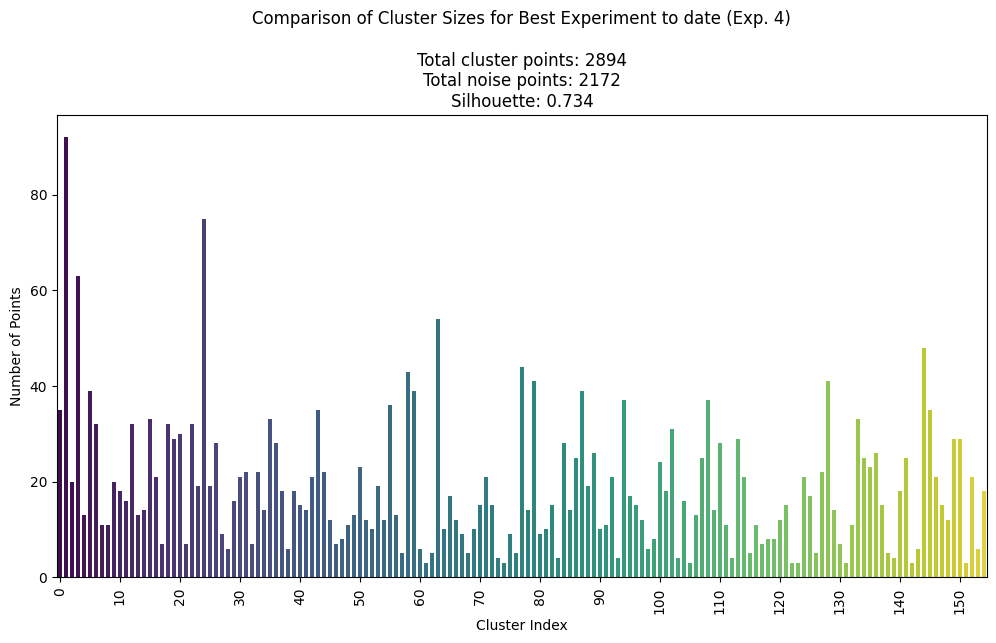 Comparison of Cluster Sizes for Best Experiment to date (Exp. 4)
Total cluster points: 2894
Total noise points: 2172
Silhouette: 0.734
Number of Points
80
60
40
20
0
0 10 20 30 40 50 60 70 80 90 100 110 120 130 140 150
Cluster Index